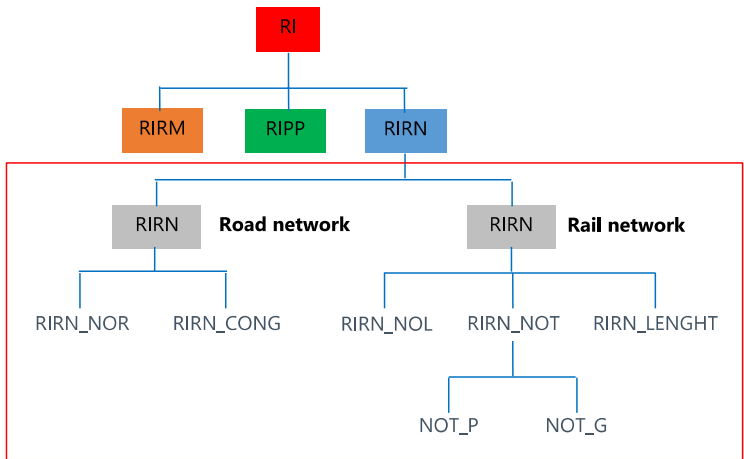 RI
RIRM RIPP RIRN
RIRN Road network RIRN Rail network
RIRN_NOR RIRN_CONG RIRN_NOL RIRN_NOT RIRN_LENGHT
NOT_P NOT_G